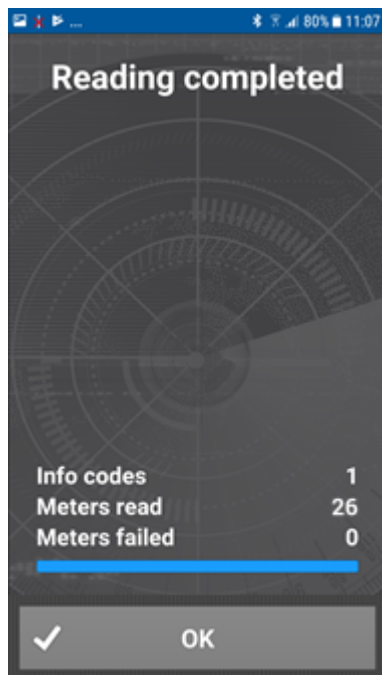 ... 80% 11:07
Reading completed
Info codes 1
Meters read 26
Meters failed 0
OK